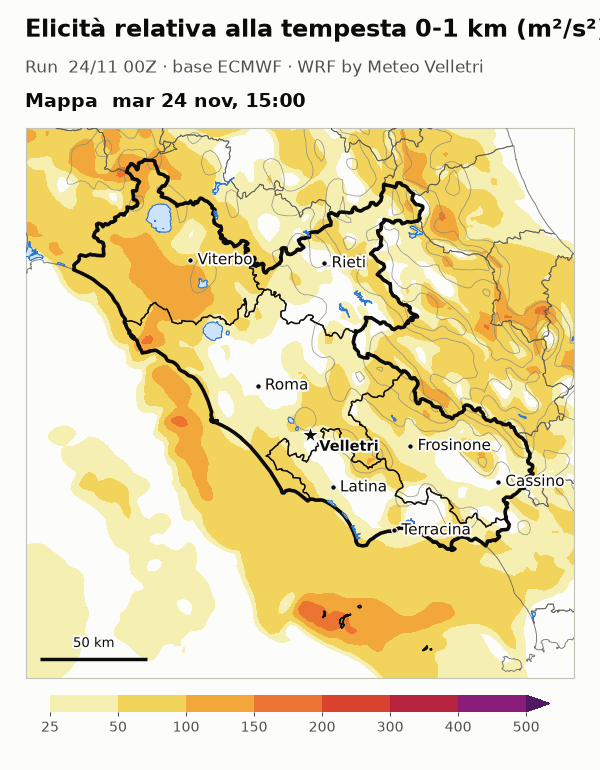 Elicità relativa alla tempesta 0-1 km (m²/s²)
Run  24/11 00Z · base ECMWF · WRF by Meteo Velletri
Mappa  mar 24 nov, 15:00
Viterbo
Rieti
Roma
Velletri
Frosinone
Cassino
Latina
Terracina
50 km
25 50 100 150 200 300 400 500